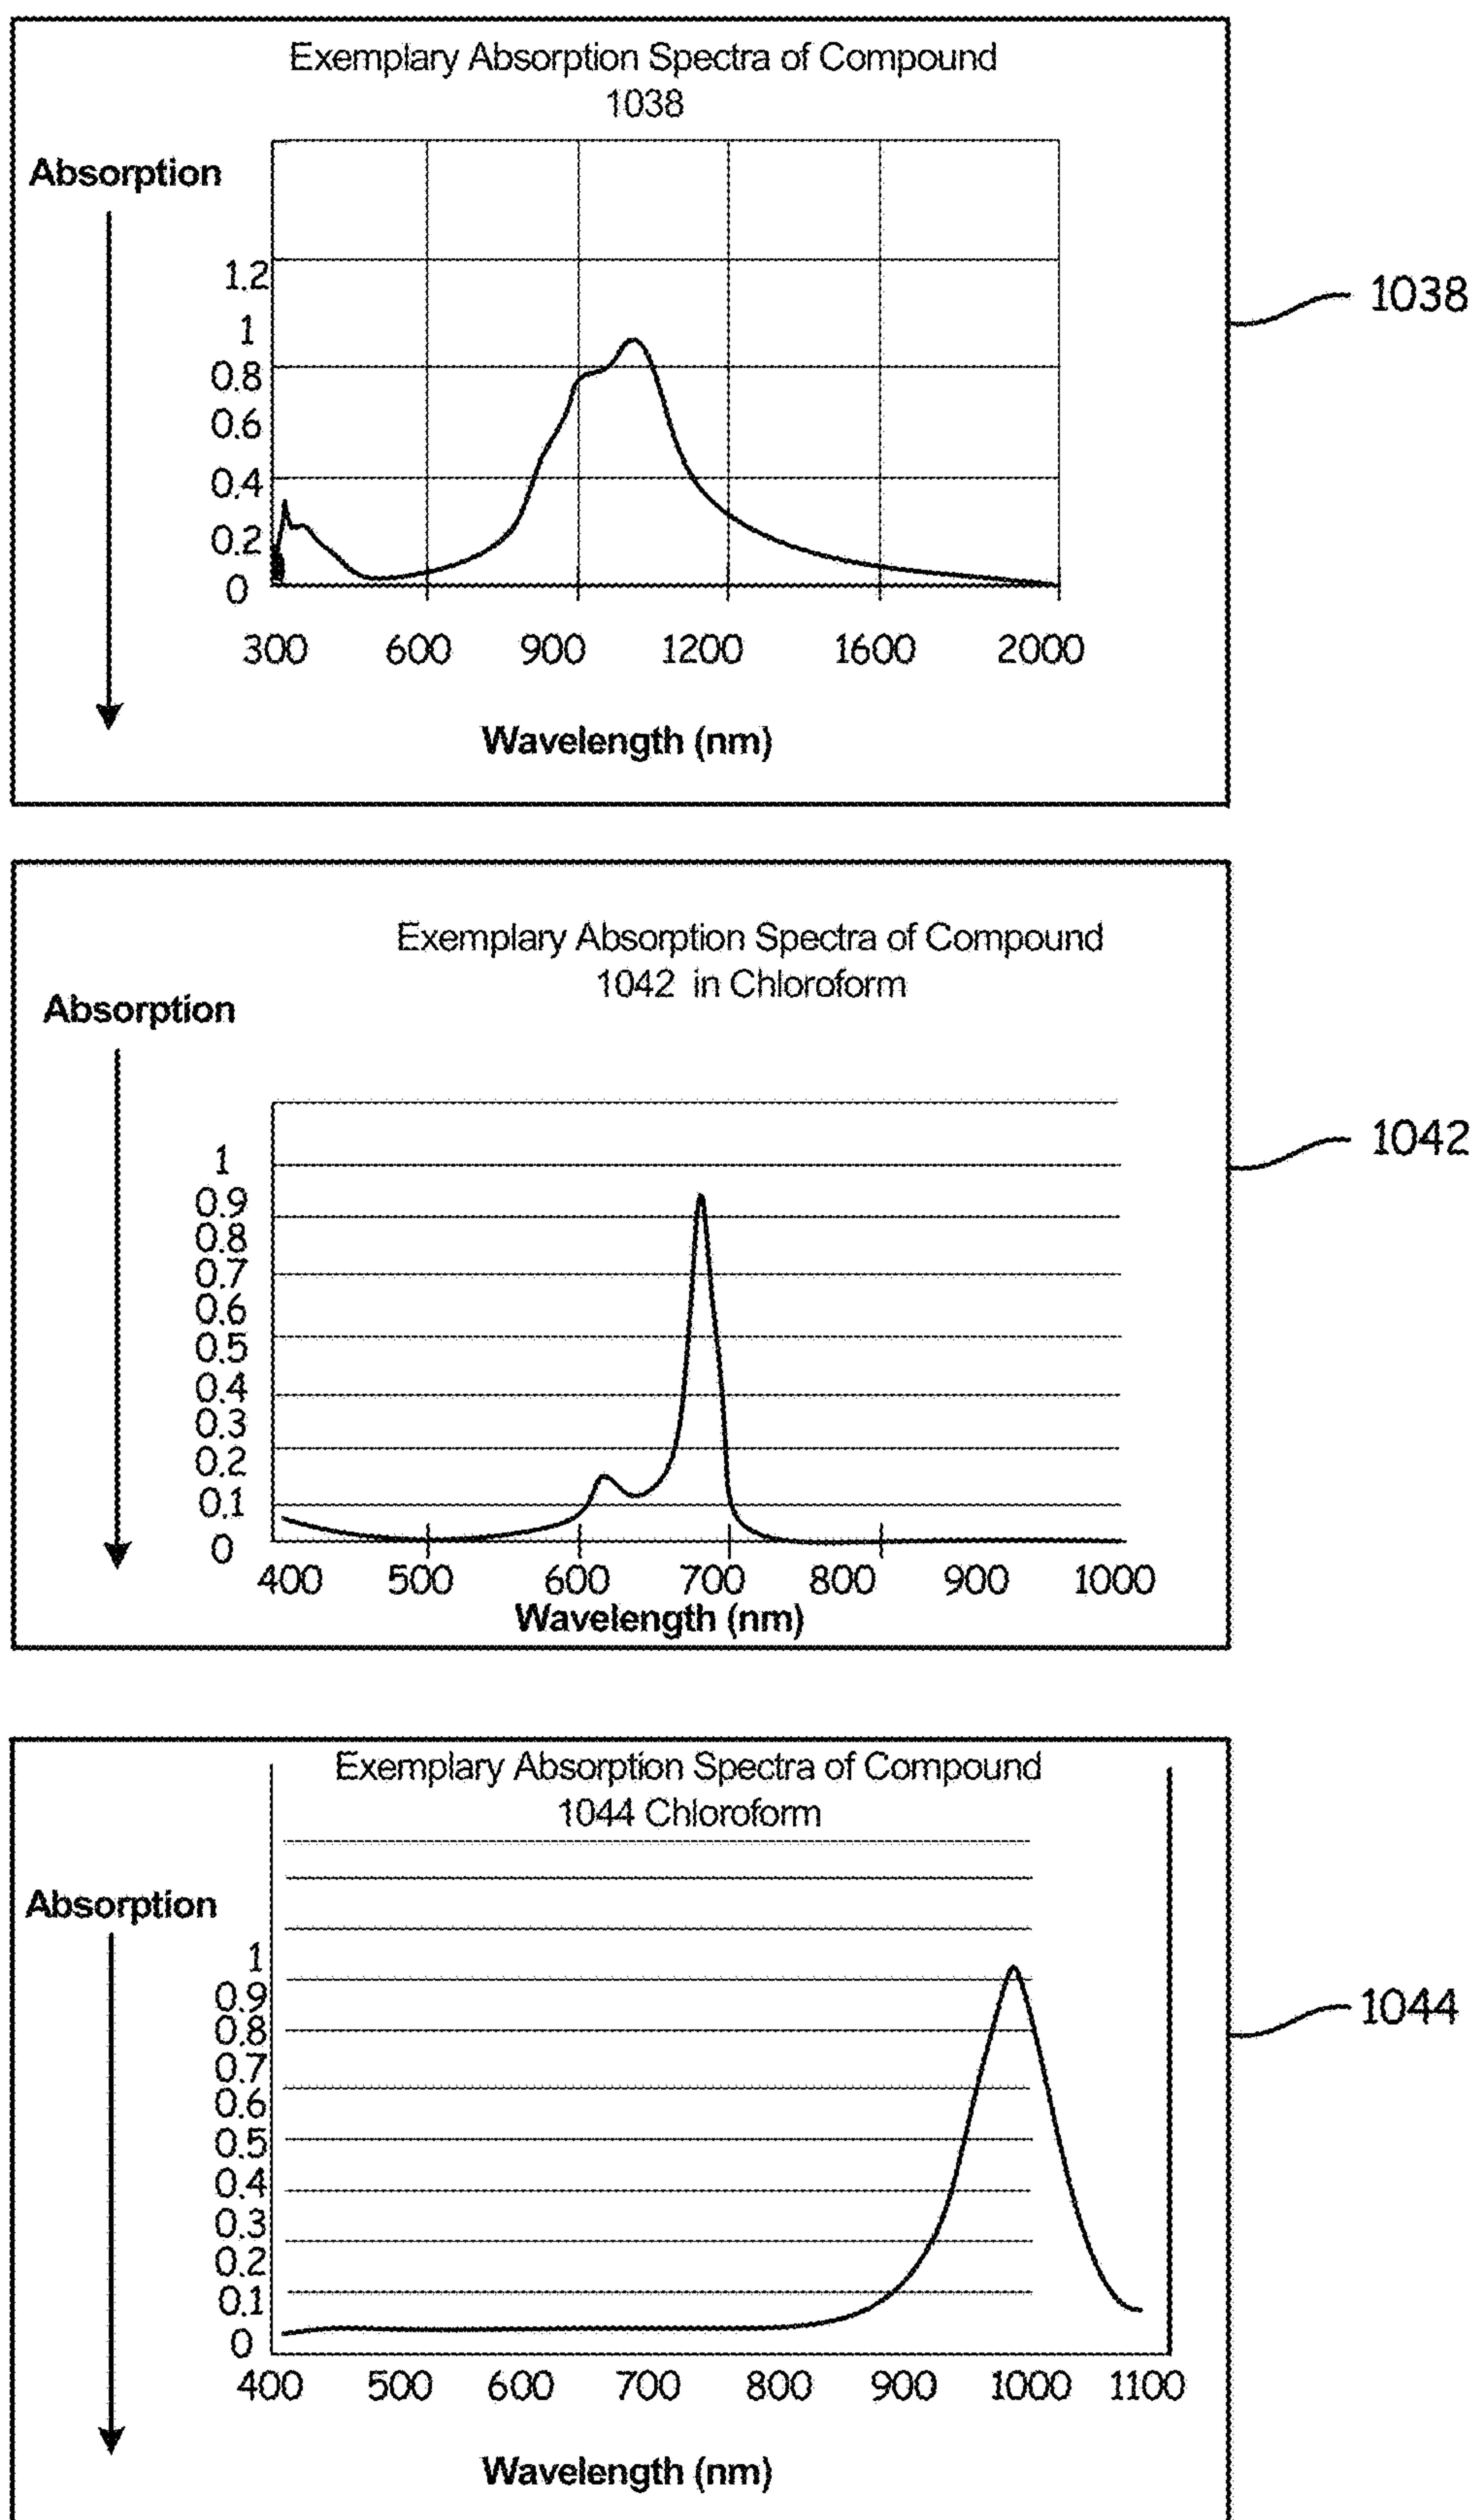 Exemplary Absorption Spectra of Compound
1038
Absorption
1.2
1
0.8
0.6
0.4
0.2
0
300 600 900 1200 1600 2000
Wavelength (nm)
1038
Exemplary Absorption Spectra of Compound
1042 in Chloroform
Absorption
1
0.9
0.8
0.7
0.6
0.5
0.4
0.3
0.2
0.1
0
400 500 600 700 800 900 1000
Wavelength (nm)
1042
Exemplary Absorption Spectra of Compound
1044 Chloroform
Absorption
1
0.9
0.8
0.7
0.6
0.5
0.4
0.3
0.2
0.1
0
400 500 600 700 800 900 1000 1100
Wavelength (nm)
1044